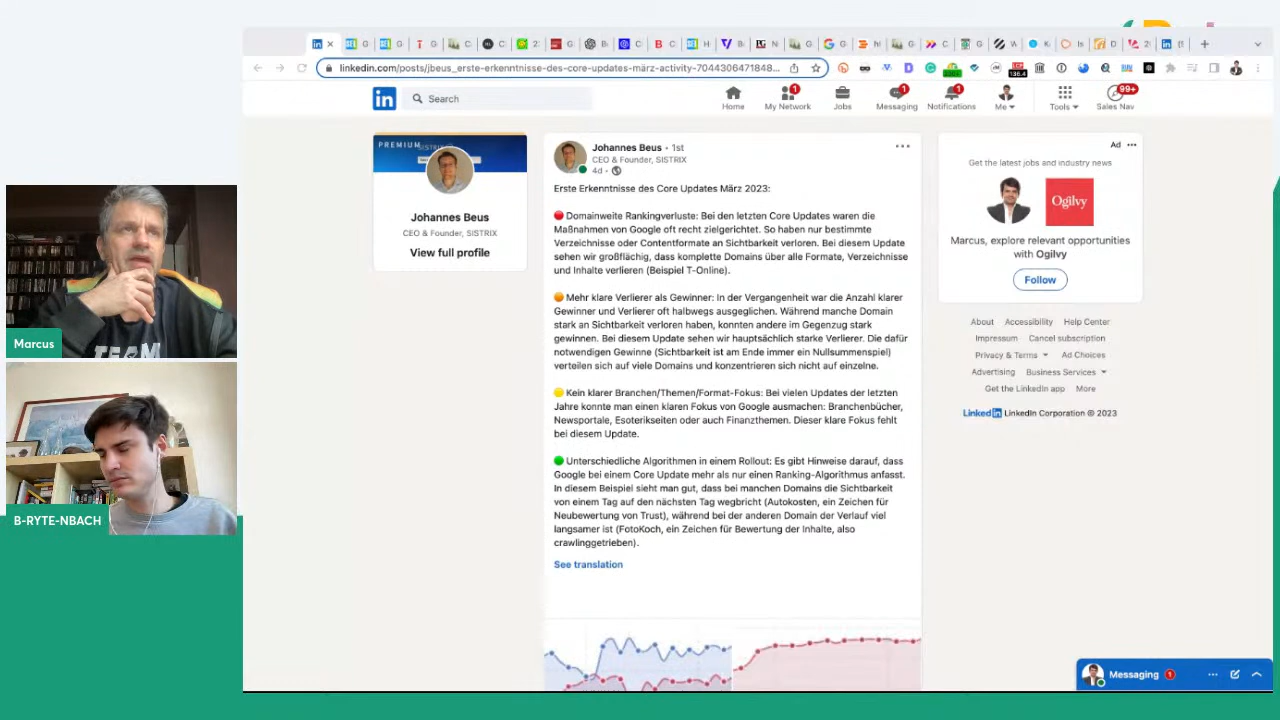 linkedin.com/posts/jbeus_erste-erkenntnisse-des-core-updates-märz-activity-7044306471848...
136.4
Search
Home
My Network
1
Jobs
Messaging
1
Notifications
1
Me
Tools
Sales Nav
99+
PREMIUM
SISTRIX
Johannes Beus
CEO & Founder, SISTRIX
View full profile
Johannes Beus • 1st
CEO & Founder, SISTRIX
4d •
Erste Erkenntnisse des Core Updates März 2023:
Domainweite Rankingverluste: Bei den letzten Core Updates waren die
Maßnahmen von Google oft recht zielgerichtet. So haben nur bestimmte
Verzeichnisse oder Contentformate an Sichtbarkeit verloren. Bei diesem Update
sehen wir großflächig, dass komplette Domains über alle Formate, Verzeichnisse
und Inhalte verlieren (Beispiel T-Online).
Mehr klare Verlierer als Gewinner: In der Vergangenheit war die Anzahl klarer
Gewinner und Verlierer oft halbwegs ausgeglichen. Während manche Domain
stark an Sichtbarkeit verloren haben, konnten andere im Gegenzug stark
gewinnen. Bei diesem Update sehen wir hauptsächlich starke Verlierer. Die dafür
notwendigen Gewinne (Sichtbarkeit ist am Ende immer ein Nullsummenspiel)
verteilen sich auf viele Domains und konzentrieren sich nicht auf einzelne.
Kein klarer Branchen/Themen/Format-Fokus: Bei vielen Updates der letzten
Jahre konnte man einen klaren Fokus von Google ausmachen: Branchenbücher,
Newsportale, Esoterikseiten oder auch Finanzthemen. Dieser klare Fokus fehlt
bei diesem Update.
Unterschiedliche Algorithmen in einem Rollout: Es gibt Hinweise darauf, dass
Google bei einem Core Update mehr als nur einen Ranking-Algorithmus anfasst.
In diesem Beispiel sieht man gut, dass bei manchen Domains die Sichtbarkeit
von einem Tag auf den nächsten Tag wegbricht (Autokosten, ein Zeichen für
Neubewertung von Trust), während bei der anderen Domain der Verlauf viel
langsamer ist (FotoKoch, ein Zeichen für Bewertung der Inhalte, also
crawlinggetrieben).
See translation
Ad
Get the latest jobs and industry news
Ogilvy
Marcus, explore relevant opportunities
with Ogilvy
Follow
About Accessibility Help Center
Impressum Cancel subscription
Privacy & Terms Ad Choices
Advertising Business Services
Get the LinkedIn app More
LinkedIn LinkedIn Corporation © 2023
Messaging 1
Marcus
TEAM
B-RYTE-NBACH